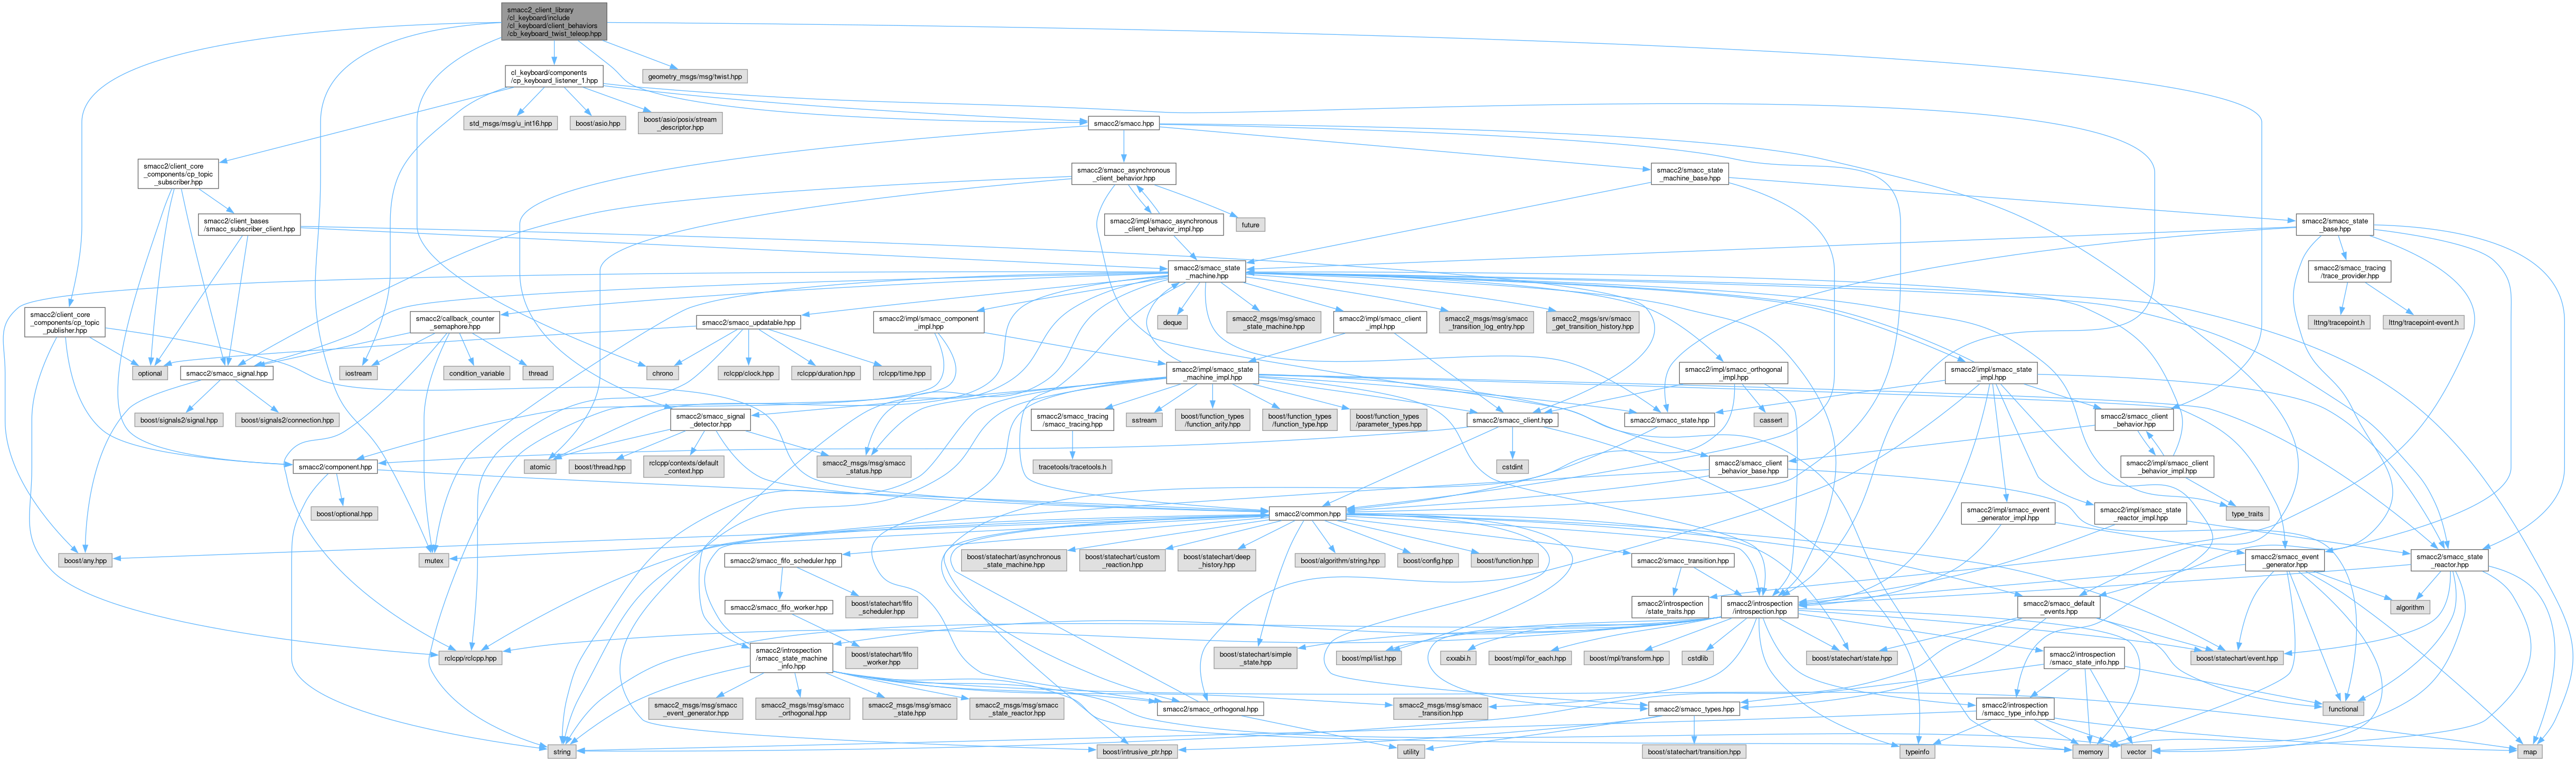 smacc2_client_library
/cl_keyboard/include
/cl_keyboard/client_behaviors
/cb_keyboard_twist_teleop.hpp
cl_keyboard/components
/cp_keyboard_listener_1.hpp
geometry_msgs/msg/twist.hpp
std_msgs/msg/u_int16.hpp
boost/asio.hpp
boost/asio/posix/stream
_descriptor.hpp
smacc2/smacc.hpp
smacc2/client_core
_components/cp_topic
_subscriber.hpp
smacc2/smacc_asynchronous
_client_behavior.hpp
smacc2/smacc_state
_machine_base.hpp
smacc2/client_bases
/smacc_subscriber_client.hpp
smacc2/impl/smacc_asynchronous
_client_behavior_impl.hpp
future
smacc2/smacc_state
_base.hpp
smacc2/smacc_state
_machine.hpp
smacc2/smacc_tracing
/trace_provider.hpp
smacc2/client_core
_components/cp_topic
_publisher.hpp
smacc2/callback_counter
_semaphore.hpp
smacc2/smacc_updatable.hpp
smacc2/impl/smacc_component
_impl.hpp
deque
smacc2_msgs/msg/smacc
_state_machine.hpp
smacc2/impl/smacc_client
_impl.hpp
smacc2_msgs/msg/smacc
_transition_log_entry.hpp
smacc2_msgs/srv/smacc
_get_transition_history.hpp
lttng/tracepoint.h
lttng/tracepoint-event.h
optional
smacc2/smacc_signal.hpp
iostream
condition_variable
thread
chrono
rclcpp/clock.hpp
rclcpp/duration.hpp
rclcpp/time.hpp
smacc2/impl/smacc_state
_machine_impl.hpp
smacc2/impl/smacc_orthogonal
_impl.hpp
smacc2/impl/smacc_state
_impl.hpp
boost/signals2/signal.hpp
boost/signals2/connection.hpp
smacc2/smacc_signal
_detector.hpp
smacc2/smacc_tracing
/smacc_tracing.hpp
sstream
boost/function_types
/function_arity.hpp
boost/function_types
/function_type.hpp
boost/function_types
/parameter_types.hpp
smacc2/smacc_client.hpp
smacc2/smacc_state.hpp
cassert
smacc2/smacc_client
_behavior.hpp
smacc2/component.hpp
atomic
boost/thread.hpp
rclcpp/contexts/default
_context.hpp
smacc2_msgs/msg/smacc
_status.hpp
tracetools/tracetools.h
cstdint
smacc2/smacc_client
_behavior_base.hpp
smacc2/impl/smacc_client
_behavior_impl.hpp
boost/optional.hpp
smacc2/common.hpp
smacc2/impl/smacc_event
_generator_impl.hpp
smacc2/impl/smacc_state
_reactor_impl.hpp
type_traits
boost/any.hpp
mutex
smacc2/smacc_fifo_scheduler.hpp
boost/statechart/asynchronous
_state_machine.hpp
boost/statechart/custom
_reaction.hpp
boost/statechart/deep
_history.hpp
boost/algorithm/string.hpp
boost/config.hpp
boost/function.hpp
smacc2/smacc_transition.hpp
smacc2/smacc_event
_generator.hpp
smacc2/smacc_state
_reactor.hpp
smacc2/smacc_fifo_worker.hpp
boost/statechart/fifo
_scheduler.hpp
smacc2/introspection
/state_traits.hpp
smacc2/introspection
/introspection.hpp
smacc2/smacc_default
_events.hpp
algorithm
rclcpp/rclcpp.hpp
smacc2/introspection
/smacc_state_machine
_info.hpp
boost/statechart/fifo
_worker.hpp
boost/statechart/simple
_state.hpp
boost/mpl/list.hpp
cxxabi.h
boost/mpl/for_each.hpp
boost/mpl/transform.hpp
cstdlib
boost/statechart/state.hpp
smacc2/introspection
/smacc_state_info.hpp
boost/statechart/event.hpp
smacc2_msgs/msg/smacc
_event_generator.hpp
smacc2_msgs/msg/smacc
_orthogonal.hpp
smacc2_msgs/msg/smacc
_state.hpp
smacc2_msgs/msg/smacc
_state_reactor.hpp
smacc2/smacc_orthogonal.hpp
smacc2_msgs/msg/smacc
_transition.hpp
smacc2/smacc_types.hpp
smacc2/introspection
/smacc_type_info.hpp
functional
string
boost/intrusive_ptr.hpp
utility
boost/statechart/transition.hpp
typeinfo
memory
vector
map